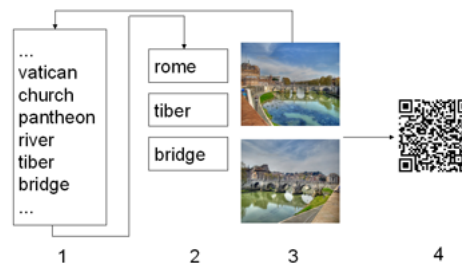 ...
vatican
church
pantheon
river
tiber
bridge
...
rome
tiber
bridge
1
2
3
4